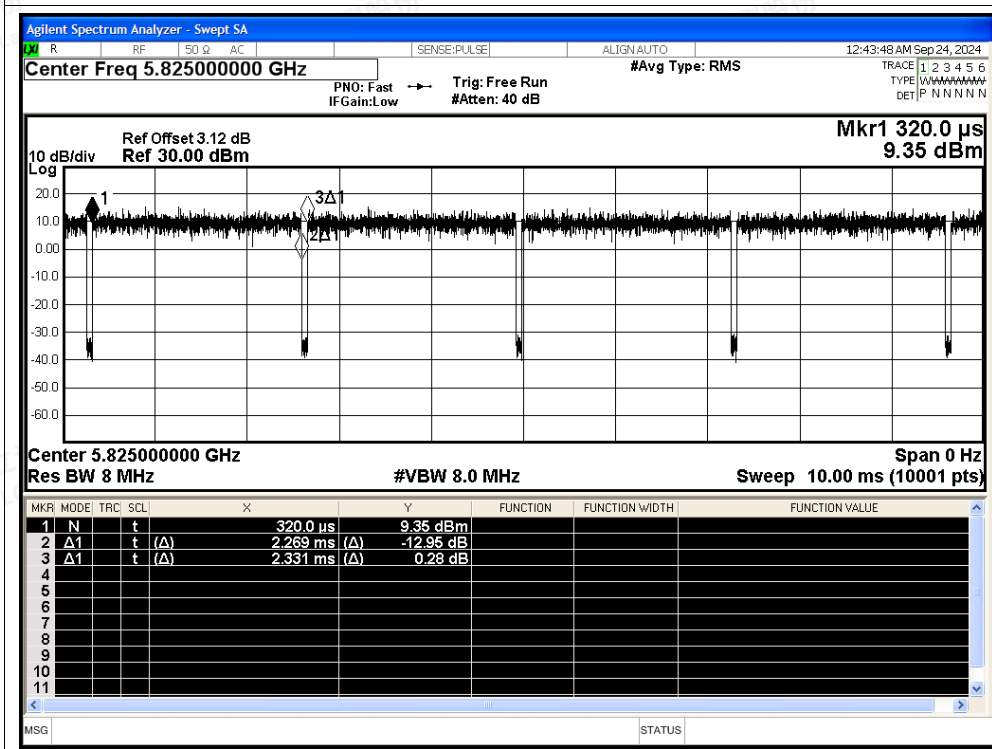 Agilent Spectrum Analyzer - Swept SA
LXI R RF 50 Ω AC SENSE:PULSE ALIGN AUTO 12:43:48 AM Sep 24, 2024
Center Freq 5.825000000 GHz #Avg Type: RMS TRACE 1 2 3 4 5 6
PNO: Fast Trig: Free Run TYPE WWWWWW
IFGain:Low #Atten: 40 dB DET P N N N N N
Mkr1 320.0 µs
Ref Offset 3.12 dB
10 dB/div Ref 30.00 dBm 9.35 dBm
Log
20.0
1
3Δ1
10.0
2Δ1
0.00
-10.0
-20.0
-30.0
-40.0
-50.0
-60.0
Center 5.825000000 GHz Span 0 Hz
Res BW 8 MHz #VBW 8.0 MHz Sweep 10.00 ms (10001 pts)
MKR MODE TRC SCL X Y FUNCTION FUNCTION WIDTH FUNCTION VALUE
1 N t 320.0 µs 9.35 dBm
2 Δ1 t (Δ) 2.269 ms (Δ) -12.95 dB
3 Δ1 t (Δ) 2.331 ms (Δ) 0.28 dB
4
5
6
7
8
9
10
11
MSG STATUS